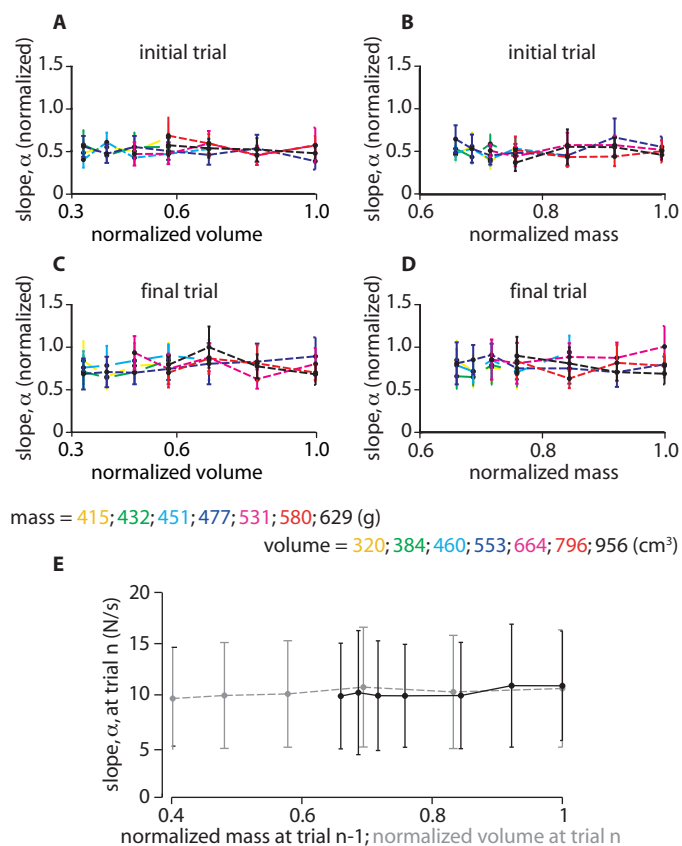 A
B
initial trial
initial trial
slope, α (normalized)
1.5
1.0
0.5
0
0.3
0.6
1.0
normalized volume
slope, α (normalized)
1.5
1.0
0.5
0
0.6
0.8
1.0
normalized mass
C
D
final trial
final trial
slope, α (normalized)
1.5
1.0
0.5
0
0.3
0.6
1.0
normalized volume
slope, α (normalized)
1.5
1.0
0.5
0
0.6
0.8
1.0
normalized mass
mass = 415;432;451;477;531;580;629 (g)
volume = 320;384;460;553;664;796;956 (cm³)
E
slope, α, at trial n (N/s)
20
15
10
5
0
0.4
0.6
0.8
1
normalized mass at trial n-1; normalized volume at trial n